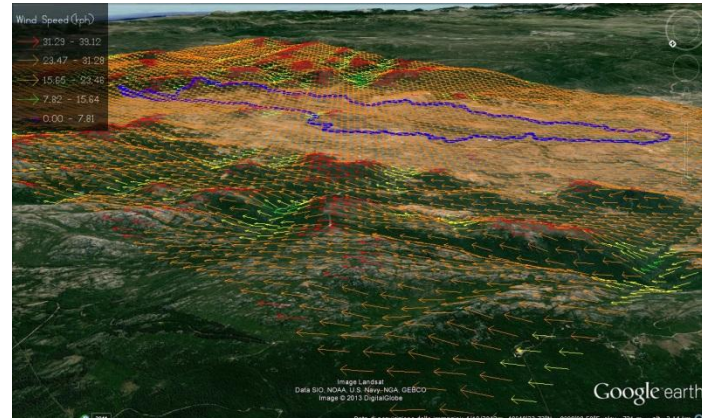 Wind Speed (kph)
31.29 - 39.12
23.47 - 31.28
15.65 - 23.46
7.82 - 15.64
0.00 - 7.81
Image Landsat
Data SIO, NOAA, U.S. Navy, NGA, GEBCO
Image © 2013 DigitalGlobe
Google earth